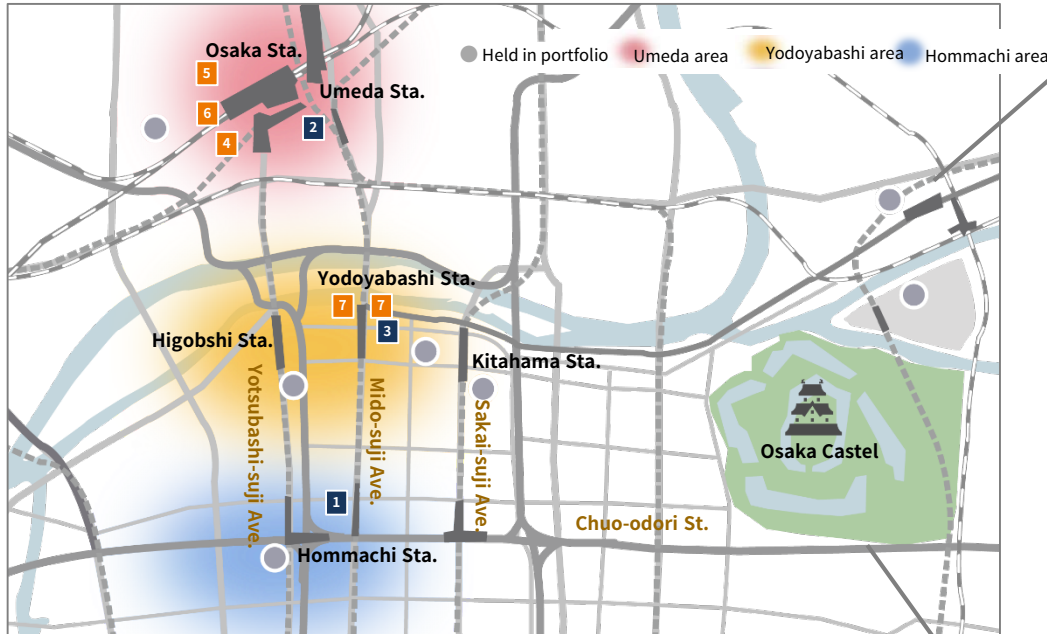 Osaka Sta.
Held in portfolio
Umeda area
Yodoyabashi area
Hommachi area
5
Umeda Sta.
6
2
4
Yodoyabashi Sta.
7
7
3
Higobshi Sta.
Kitahama Sta.
Yotsubashi-suji Ave.
Mido-suji Ave.
Sakai-suji Ave.
Osaka Castel
1
Chuo-odori St.
Hommachi Sta.